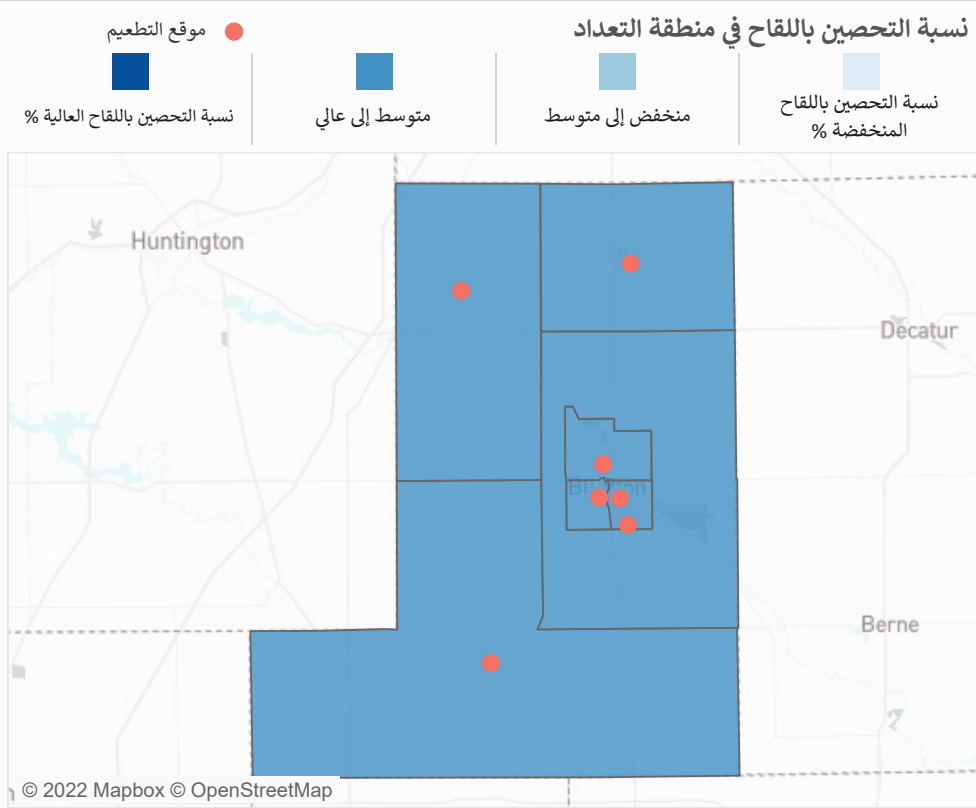 نسبة التحصين باللقاح في منطقة التعداد
موقع التطعيم
نسبة التحصين باللقاح
المنخفضة %
منخفض إلى متوسط
متوسط إلى عالي
نسبة التحصين باللقاح العالية %
Huntington
Decatur
Berne
© 2022 Mapbox © OpenStreetMap